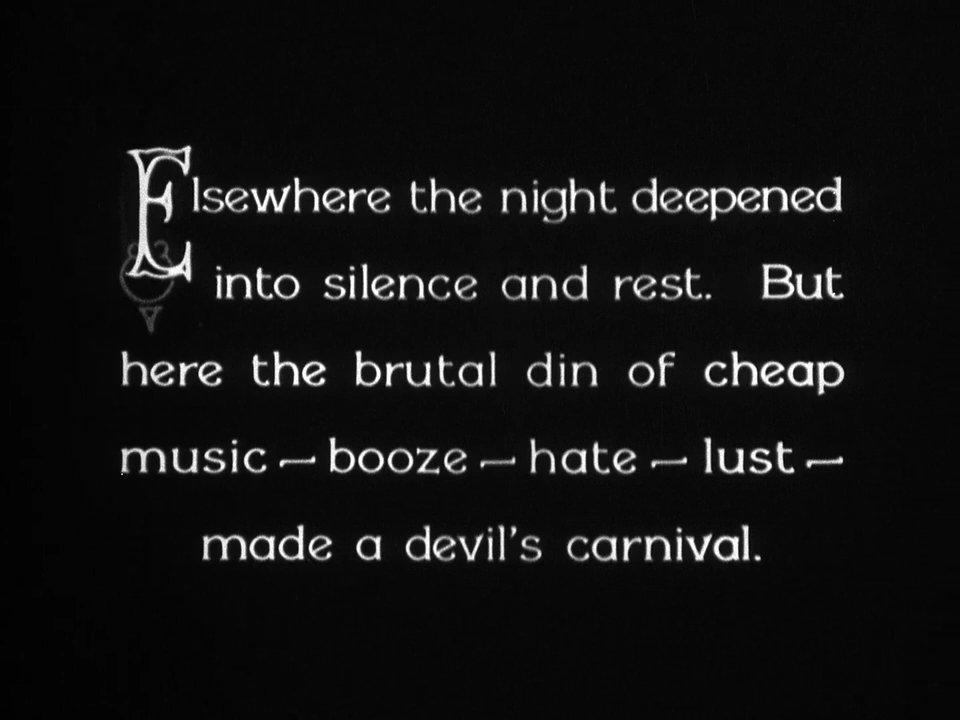 Elsewhere the night deepened
into silence and rest. But
here the brutal din of cheap
music — booze — hate — lust —
made a devil's carnival.